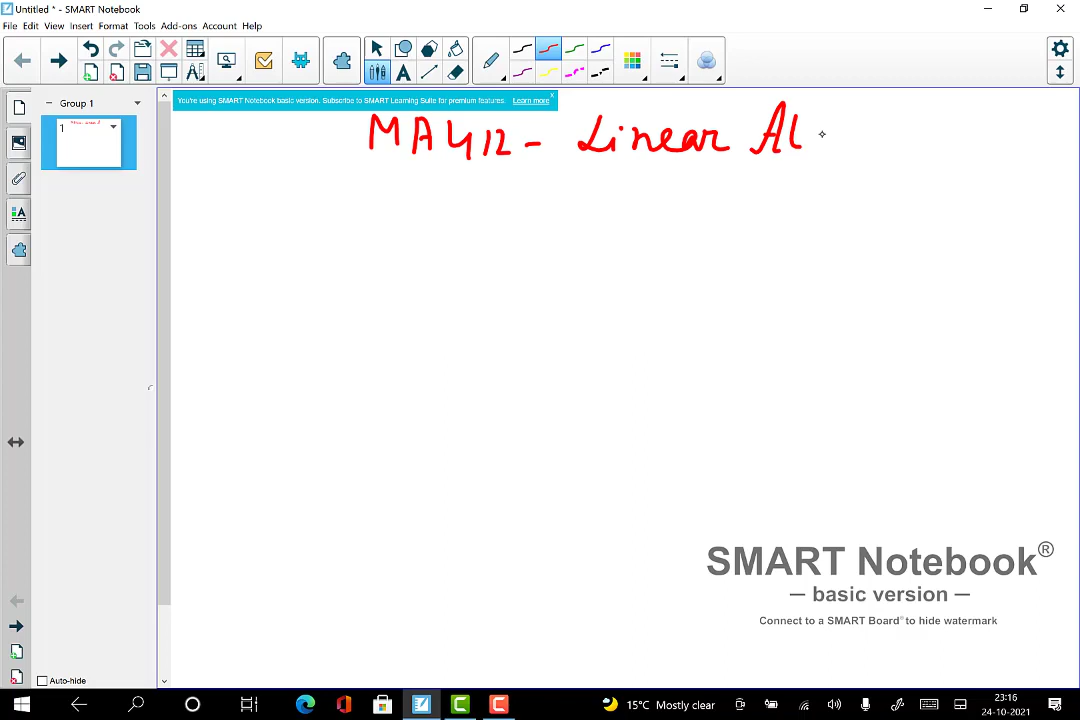 Untitled * - SMART Notebook
File Edit View Insert Format Tools Add-ons Account Help
Group 1
1
You're using SMART Notebook basic version. Subscribe to SMART Learning Suite for premium features. Learn more
MA412 - Linear Al
SMART Notebook®
— basic version —
Connect to a SMART Board® to hide watermark
Auto-hide
15°C Mostly clear
23:16
24-10-2021